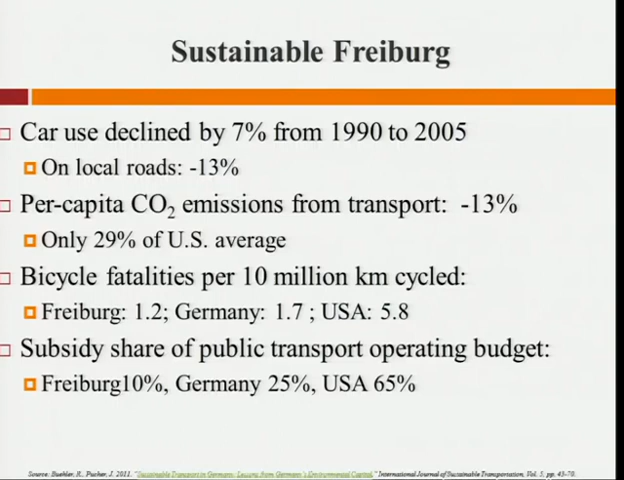 Sustainable Freiburg
Car use declined by 7% from 1990 to 2005
On local roads: -13%
Per-capita CO₂ emissions from transport: -13%
Only 29% of U.S. average
Bicycle fatalities per 10 million km cycled:
Freiburg: 1.2; Germany: 1.7 ; USA: 5.8
Subsidy share of public transport operating budget:
Freiburg10%, Germany 25%, USA 65%
Source: Buehler, R., Pucher, J. 2011. "Sustainable Transport in Germany: Lessons from Germany's Environmental Capital," International Journal of Sustainable Transportation, Vol. 5, pp. 43-70.